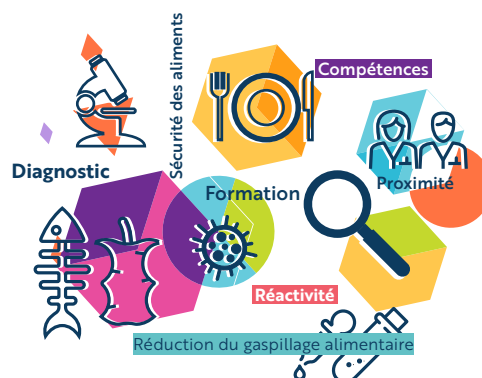 Sécurité des aliments
Compétences
Diagnostic
Proximité
Formation
Réactivité
Réduction du gaspillage alimentaire